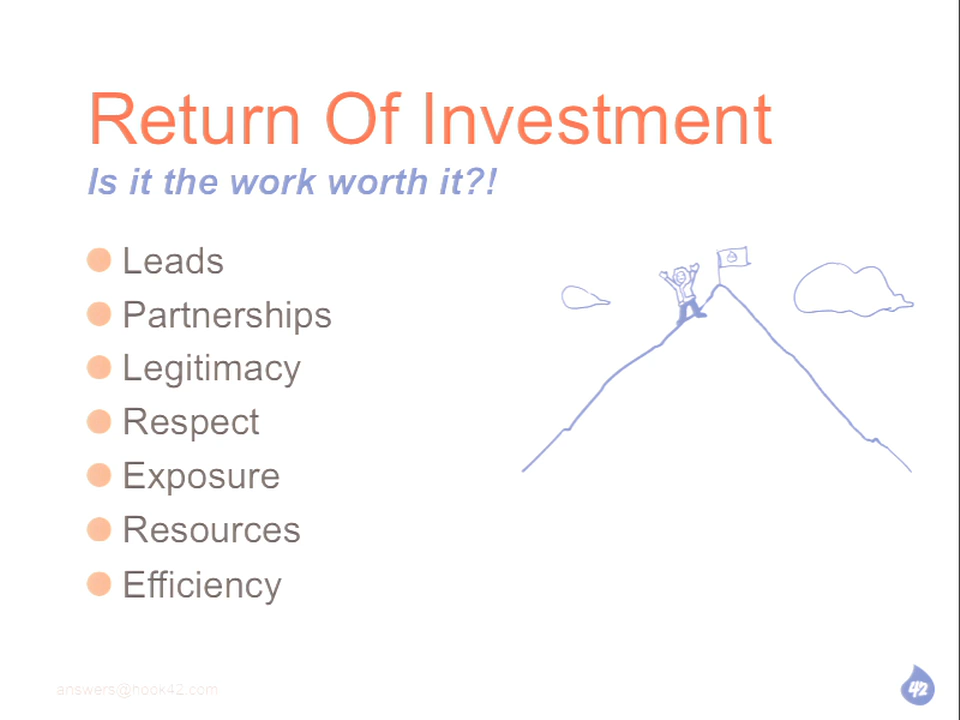 Return Of Investment
Is it the work worth it?!
Leads
Partnerships
Legitimacy
Respect
Exposure
Resources
Efficiency
answers@hook42.com
42